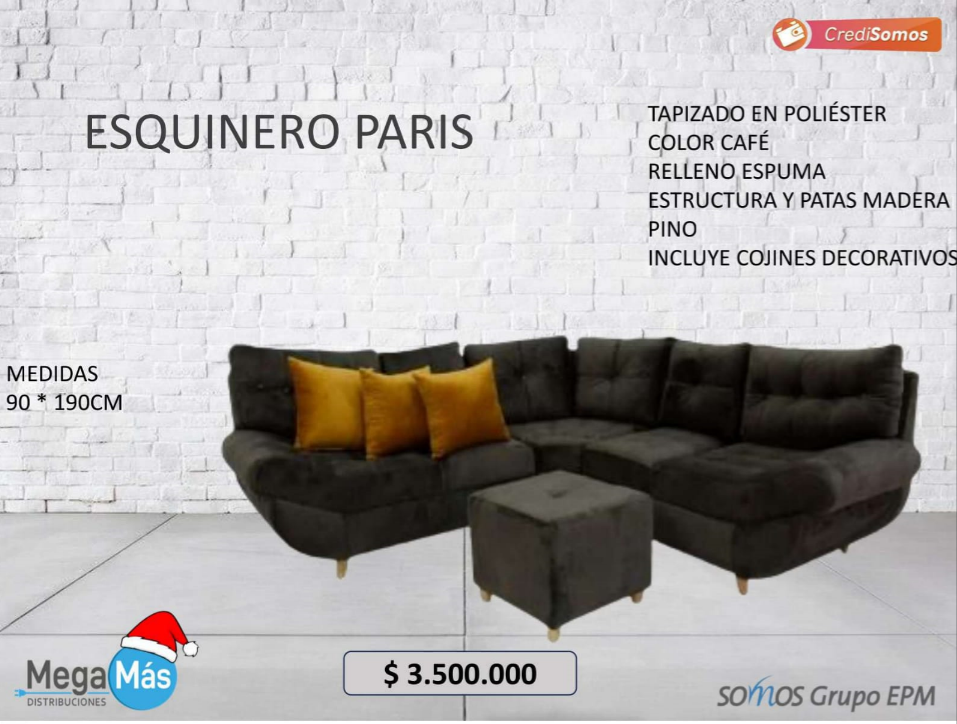 CrediSomos
ESQUINERO PARIS
TAPIZADO EN POLIÉSTER
COLOR CAFÉ
RELLENO ESPUMA
ESTRUCTURA Y PATAS MADERA
PINO
INCLUYE COJINES DECORATIVOS
MEDIDAS
90 * 190CM
MegaMás
DISTRIBUCIONES
$ 3.500.000
somos Grupo EPM